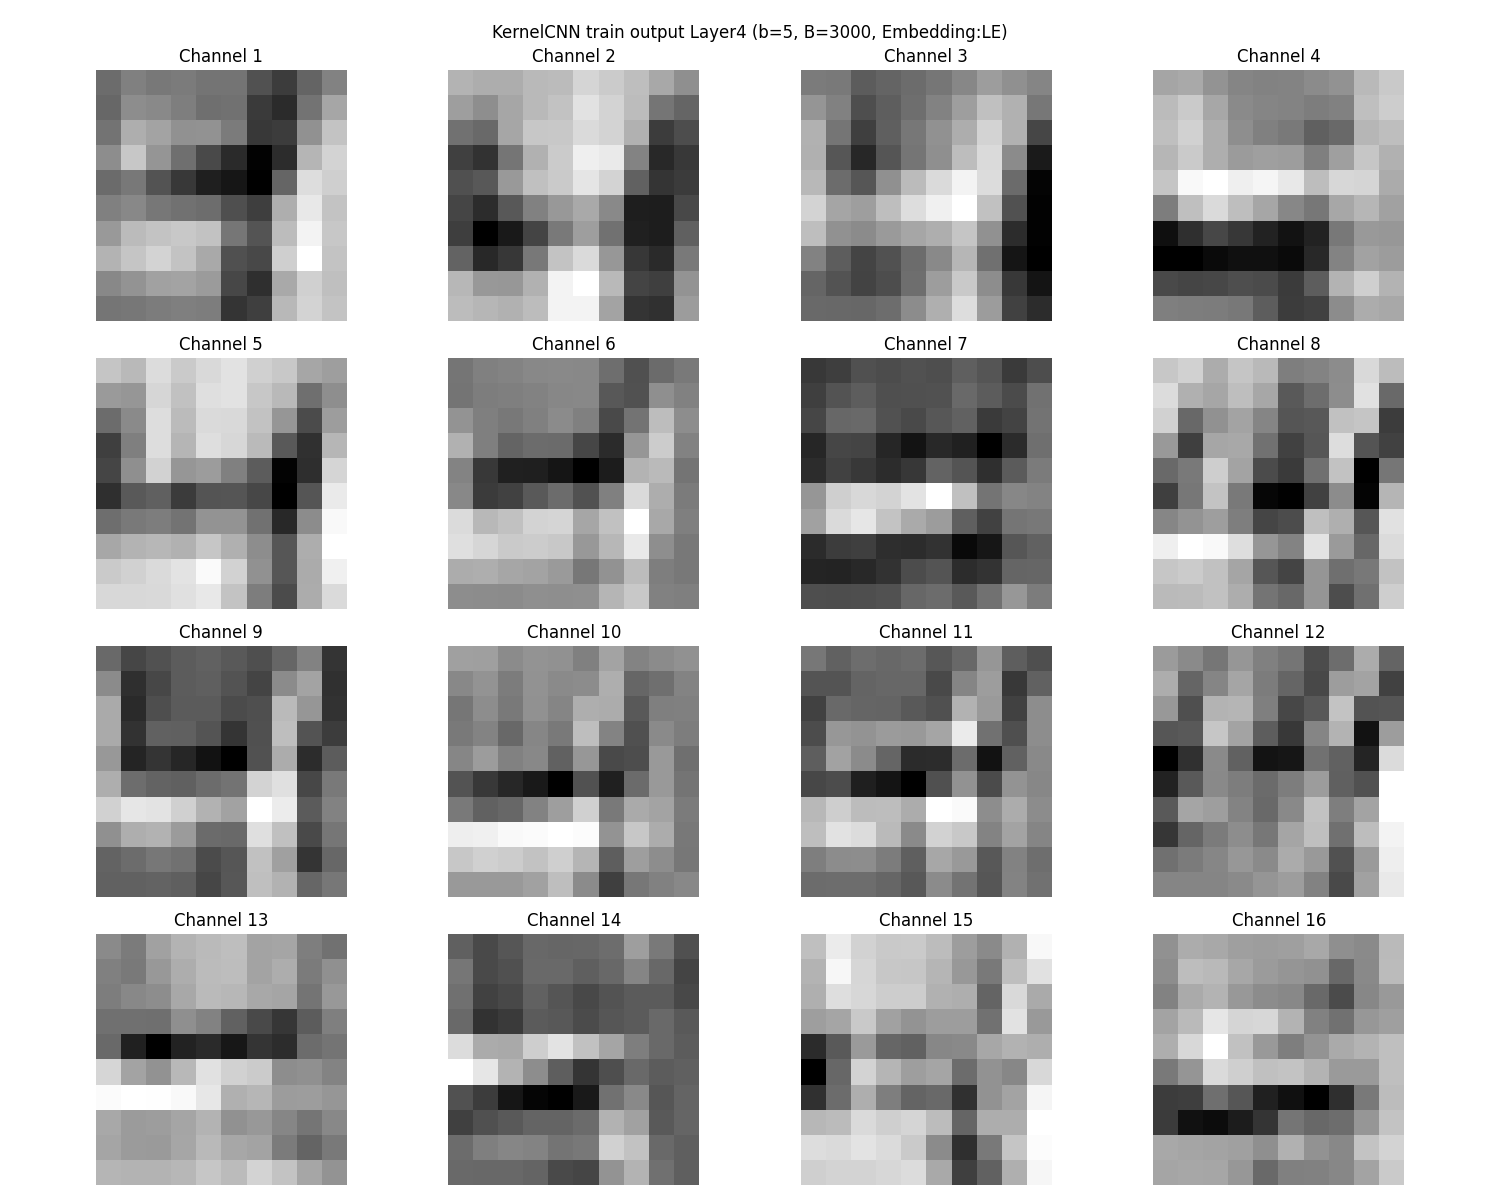 KernelCNN train output Layer4 (b=5, B=3000, Embedding:LE)
Channel 1
Channel 2
Channel 3
Channel 4
Channel 5
Channel 6
Channel 7
Channel 8
Channel 9
Channel 10
Channel 11
Channel 12
Channel 13
Channel 14
Channel 15
Channel 16